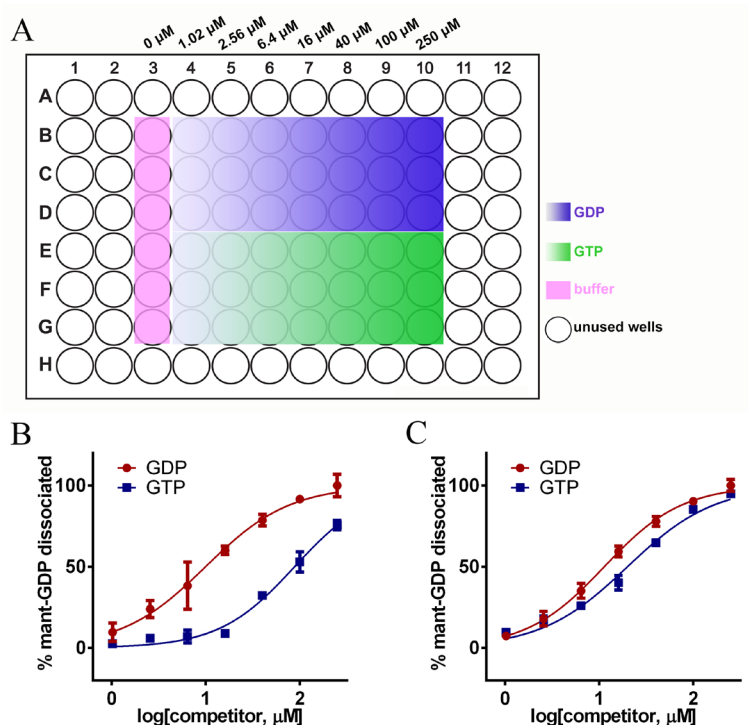 A
0 µM 1.02 µM 2.56 µM 6.4 µM 16 µM 40 µM 100 µM 250 µM
1 2 3 4 5 6 7 8 9 10 11 12
A
B
C
D
E
F
G
H
GDP
GTP
buffer
unused wells
B
GDP
GTP
% mant-GDP dissociated
100
50
0
0 1 2
log[competitor, µM]
C
GDP
GTP
% mant-GDP dissociated
100
50
0
0 1 2
log[competitor, µM]